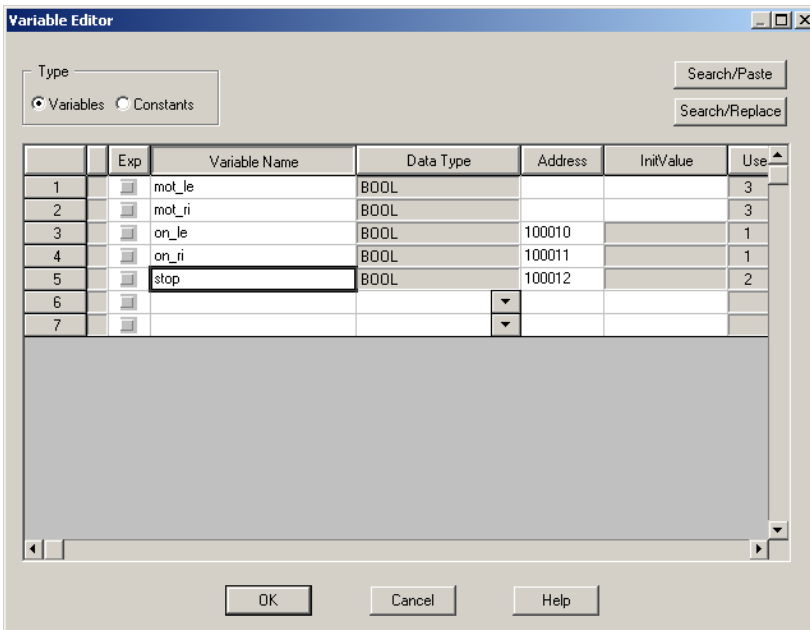 Variable Editor
Type
Variables Constants
Search/Paste
Search/Replace
Exp Variable Name Data Type Address InitValue Use
1 mot_le BOOL 3
2 mot_ri BOOL 3
3 on_le BOOL 100010 1
4 on_ri BOOL 100011 1
5 stop BOOL 100012 2
6
7
OK Cancel Help